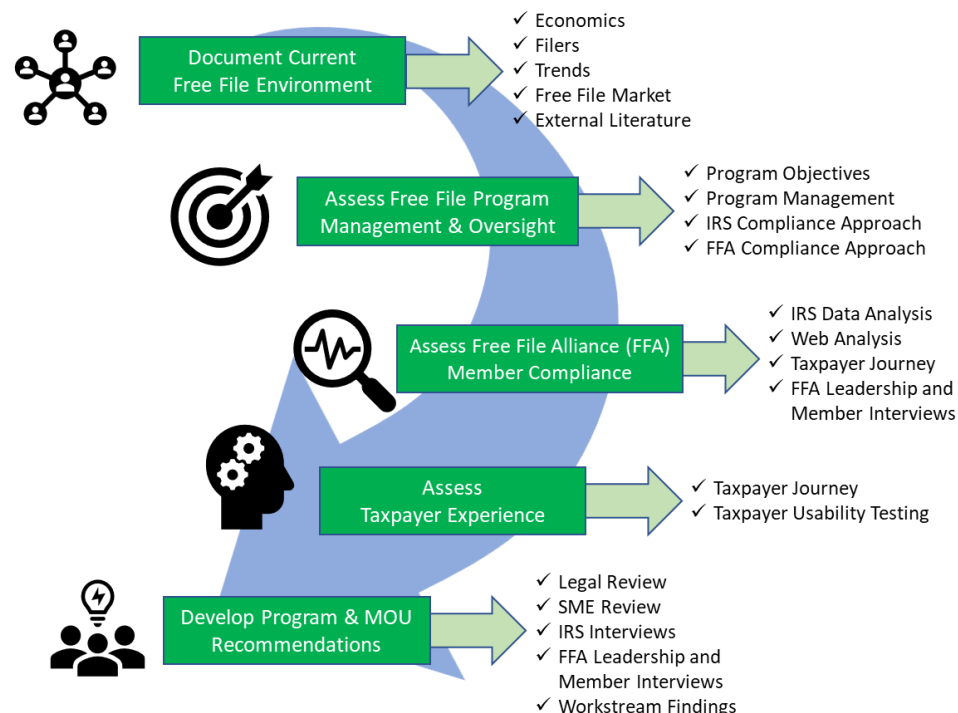 Document Current
Free File Environment
✓ Economics
✓ Filers
✓ Trends
✓ Free File Market
✓ External Literature
Assess Free File Program
Management & Oversight
✓ Program Objectives
✓ Program Management
✓ IRS Compliance Approach
✓ FFA Compliance Approach
Assess Free File Alliance (FFA)
Member Compliance
✓ IRS Data Analysis
✓ Web Analysis
✓ Taxpayer Journey
✓ FFA Leadership and
Member Interviews
Assess
Taxpayer Experience
✓ Taxpayer Journey
✓ Taxpayer Usability Testing
Develop Program & MOU
Recommendations
✓ Legal Review
✓ SME Review
✓ IRS Interviews
✓ FFA Leadership and
Member Interviews
✓ Workstream Findings